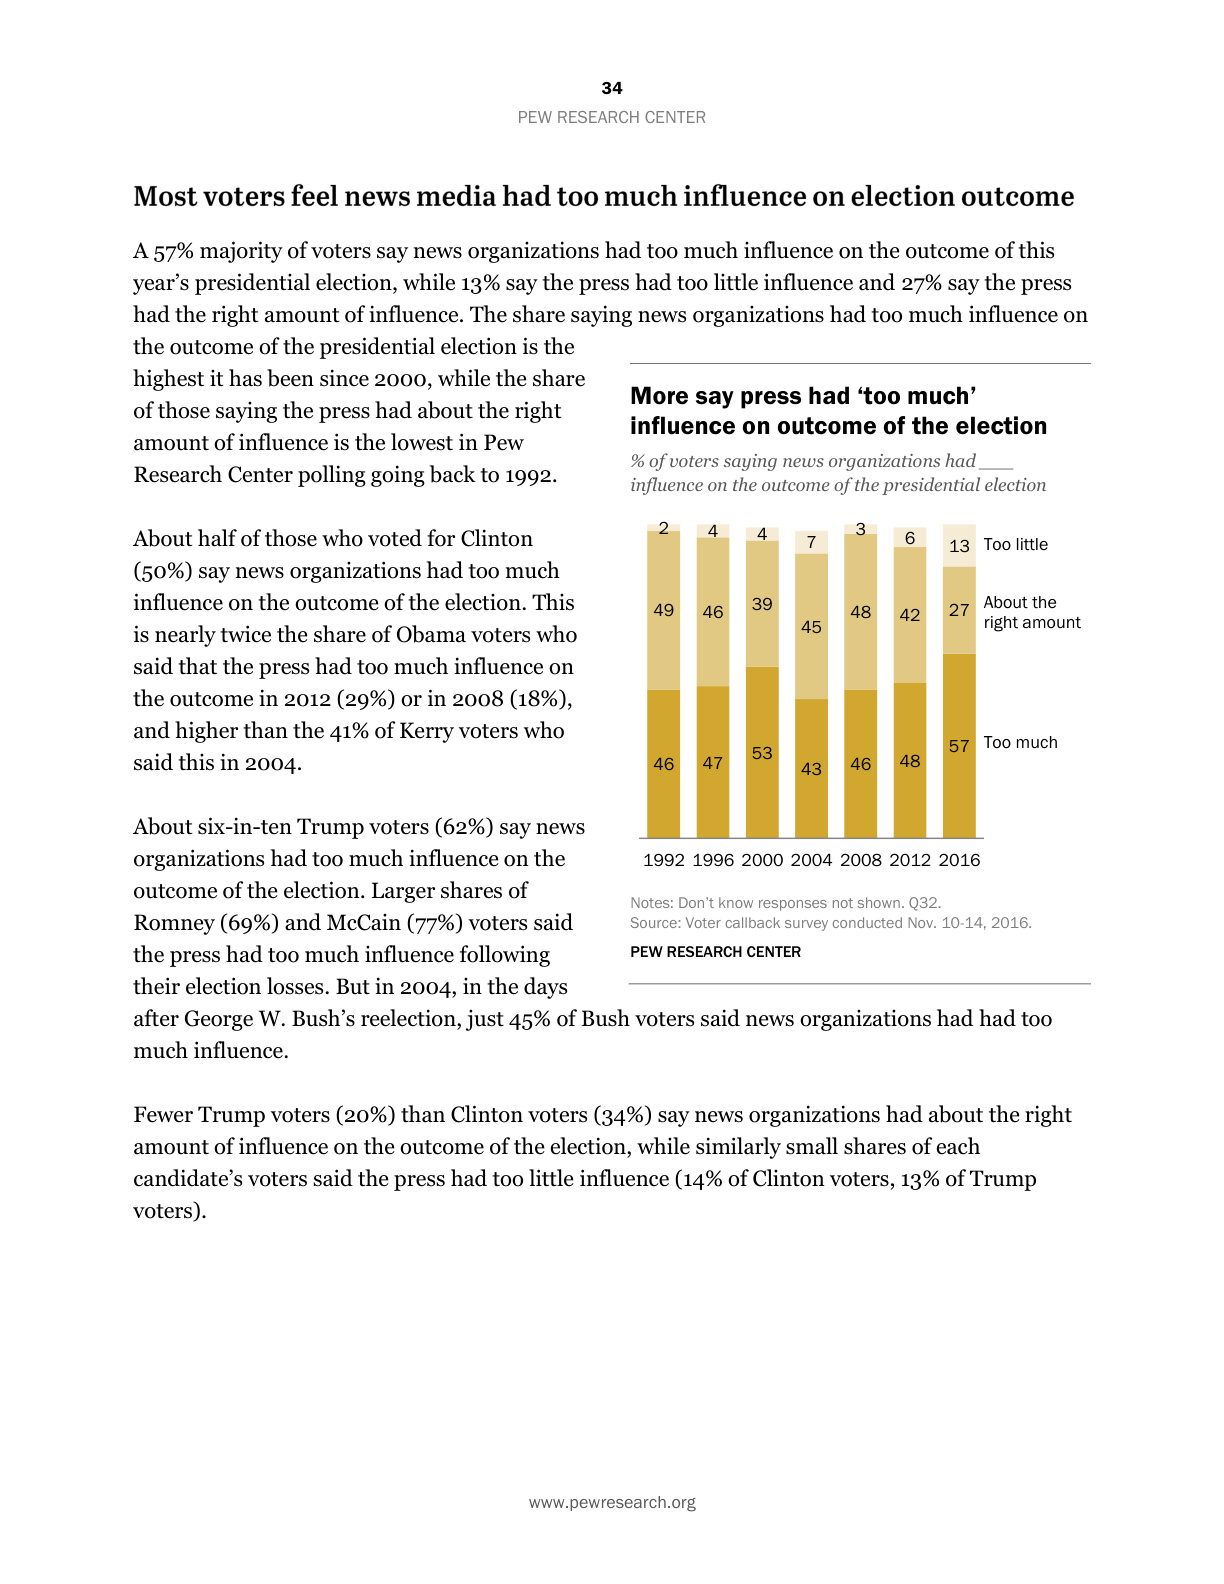 34
PEW RESEARCH CENTER
Most voters feel news media had too much influence on election outcome
A 57% majority of voters say news organizations had too much influence on the outcome of this
year’s presidential election, while 13% say the press had too little influence and 27% say the press
had the right amount of influence. The share saying news organizations had too much influence on
the outcome of the presidential election is the
highest it has been since 2000, while the share
of those saying the press had about the right
amount of influence is the lowest in Pew
Research Center polling going back to 1992.
About half of those who voted for Clinton
(50%) say news organizations had too much
influence on the outcome of the election. This
is nearly twice the share of Obama voters who
said that the press had too much influence on
the outcome in 2012 (29%) or in 2008 (18%),
and higher than the 41% of Kerry voters who
said this in 2004.
About six-in-ten Trump voters (62%) say news
organizations had too much influence on the
outcome of the election. Larger shares of
Romney (69%) and McCain (77%) voters said
the press had too much influence following
their election losses. But in 2004, in the days
after George W. Bush’s reelection, just 45% of Bush voters said news organizations had had too
much influence.
More say press had ‘too much’
influence on outcome of the election
% of voters saying news organizations had ___
influence on the outcome of the presidential election
2 4 4 7 3 6 13 Too little
49 46 39 45 48 42 27 About the
right amount
46 47 53 43 46 48 57 Too much
1992 1996 2000 2004 2008 2012 2016
Notes: Don’t know responses not shown. Q32.
Source: Voter callback survey conducted Nov. 10-14, 2016.
PEW RESEARCH CENTER
Fewer Trump voters (20%) than Clinton voters (34%) say news organizations had about the right
amount of influence on the outcome of the election, while similarly small shares of each
candidate’s voters said the press had too little influence (14% of Clinton voters, 13% of Trump
voters).
www.pewresearch.org